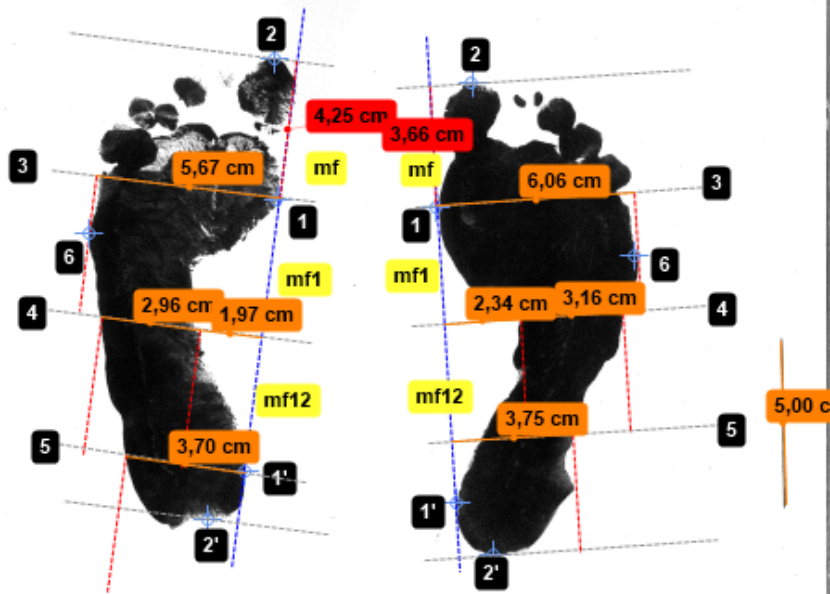 2
4,25 cm
3
5,67 cm
mf
1
6
mf1
4
2,96 cm
1,97 cm
mf12
5
3,70 cm
1'
2'
2
3,66 cm
mf
6,06 cm
3
1
6
mf1
2,34 cm
3,16 cm
4
mf12
3,75 cm
5
1'
2'
5,00 c